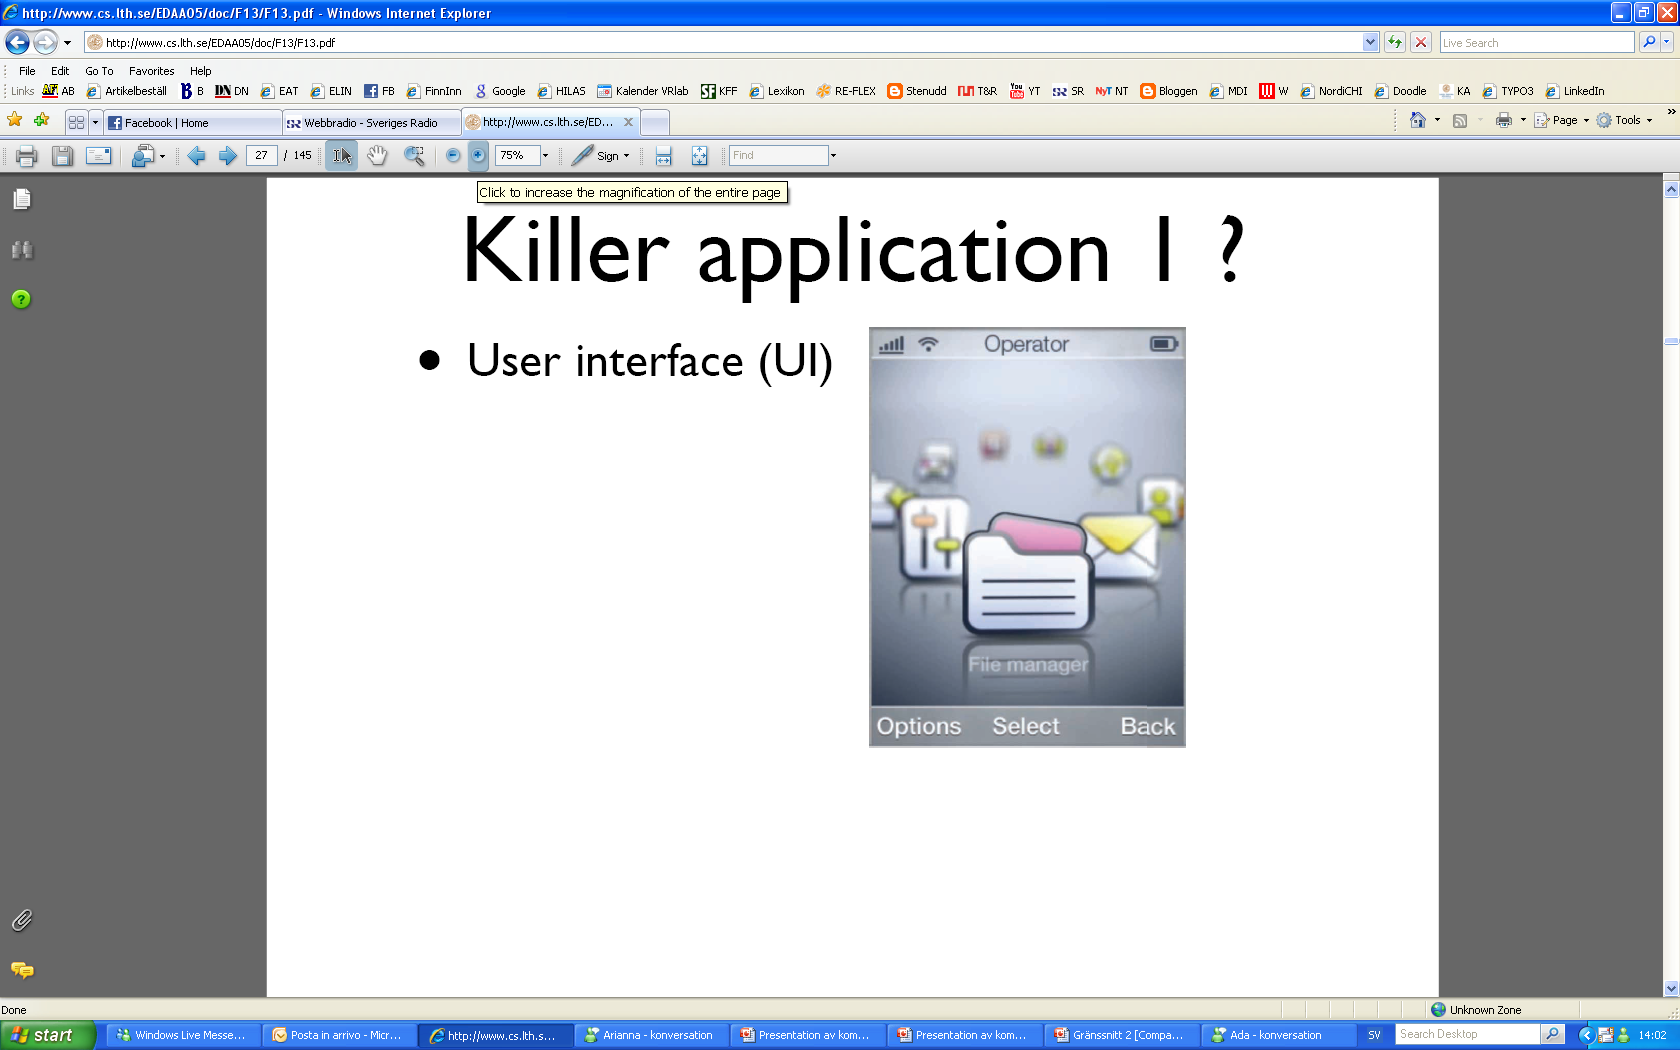 http://www.cs.lth.se/EDAA05/doc/F13/F13.pdf - Windows Internet Explorer
http://www.cs.lth.se/EDAA05/doc/F13/F13.pdf
Live Search
File Edit Go To Favorites Help
Links AB Artikelbeställ B DN EAT ELIN FB FinnInn Google HILAS Kalender VRlab KFF Lexikon RE-FLEX Stenudd T&R YT SR NT Bloggen MDI W NordiCHI Doodle KA TYPO3 LinkedIn
Facebook | Home Webbradio - Sveriges Radio http://www.cs.lth.se/ED... Page Tools
27 / 145 75% Sign Find
Click to increase the magnification of the entire page
Killer application 1 ?
• User interface (UI)
Operator
File manager
Options Select Back
Done Unknown Zone
start Windows Live Messe... Posta in arrivo - Micr... http://www.cs.lth.s... Arianna - konversation Presentation av kom... Presentation av kom... Gränssnitt 2 [Compa... Ada - konversation SV Search Desktop 14:02